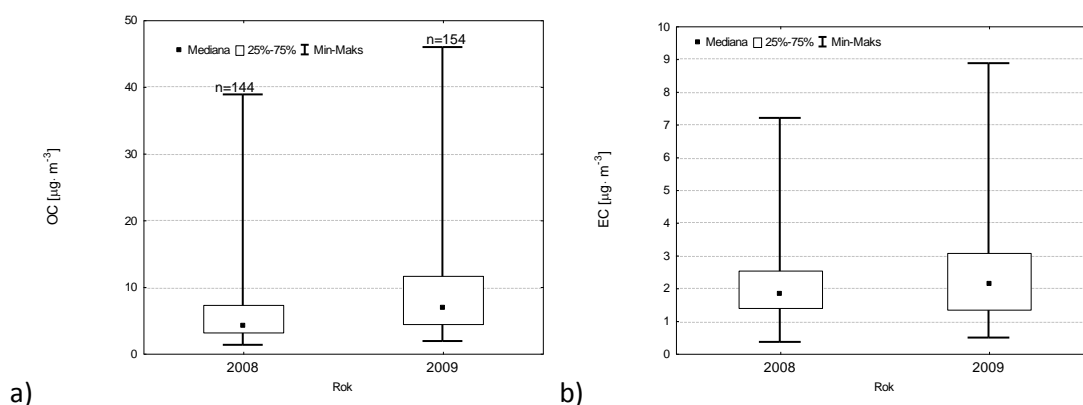 50
40
30
20
10
0
OC [μg· m⁻³]
■ Mediana □ 25%-75% Min-Maks
n=144
n=154
2008
2009
Rok
a)
10
9
8
7
6
5
4
3
2
1
0
EC [μg· m⁻³]
■ Mediana □ 25%-75% Min-Maks
2008
2009
Rok
b)